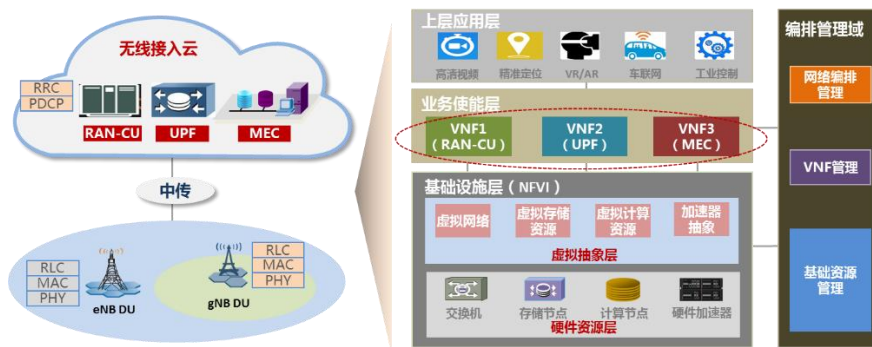 无线接入云
RRC
PDCP
RAN-CU
UPF
MEC
中传
RLC
MAC
PHY
eNB DU
RLC
MAC
PHY
gNB DU
上层应用层
高清视频
精准定位
VR/AR
车联网
工业控制
业务使能层
VNF1
（RAN-CU）
VNF2
（UPF）
VNF3
（MEC）
基础设施层（NFVI）
虚拟网络
虚拟存储
资源
虚拟计算
资源
加速器
抽象
虚拟抽象层
交换机
存储节点
计算节点
硬件加速器
硬件资源层
编排管理域
网络编排
管理
VNF管理
基础资源
管理